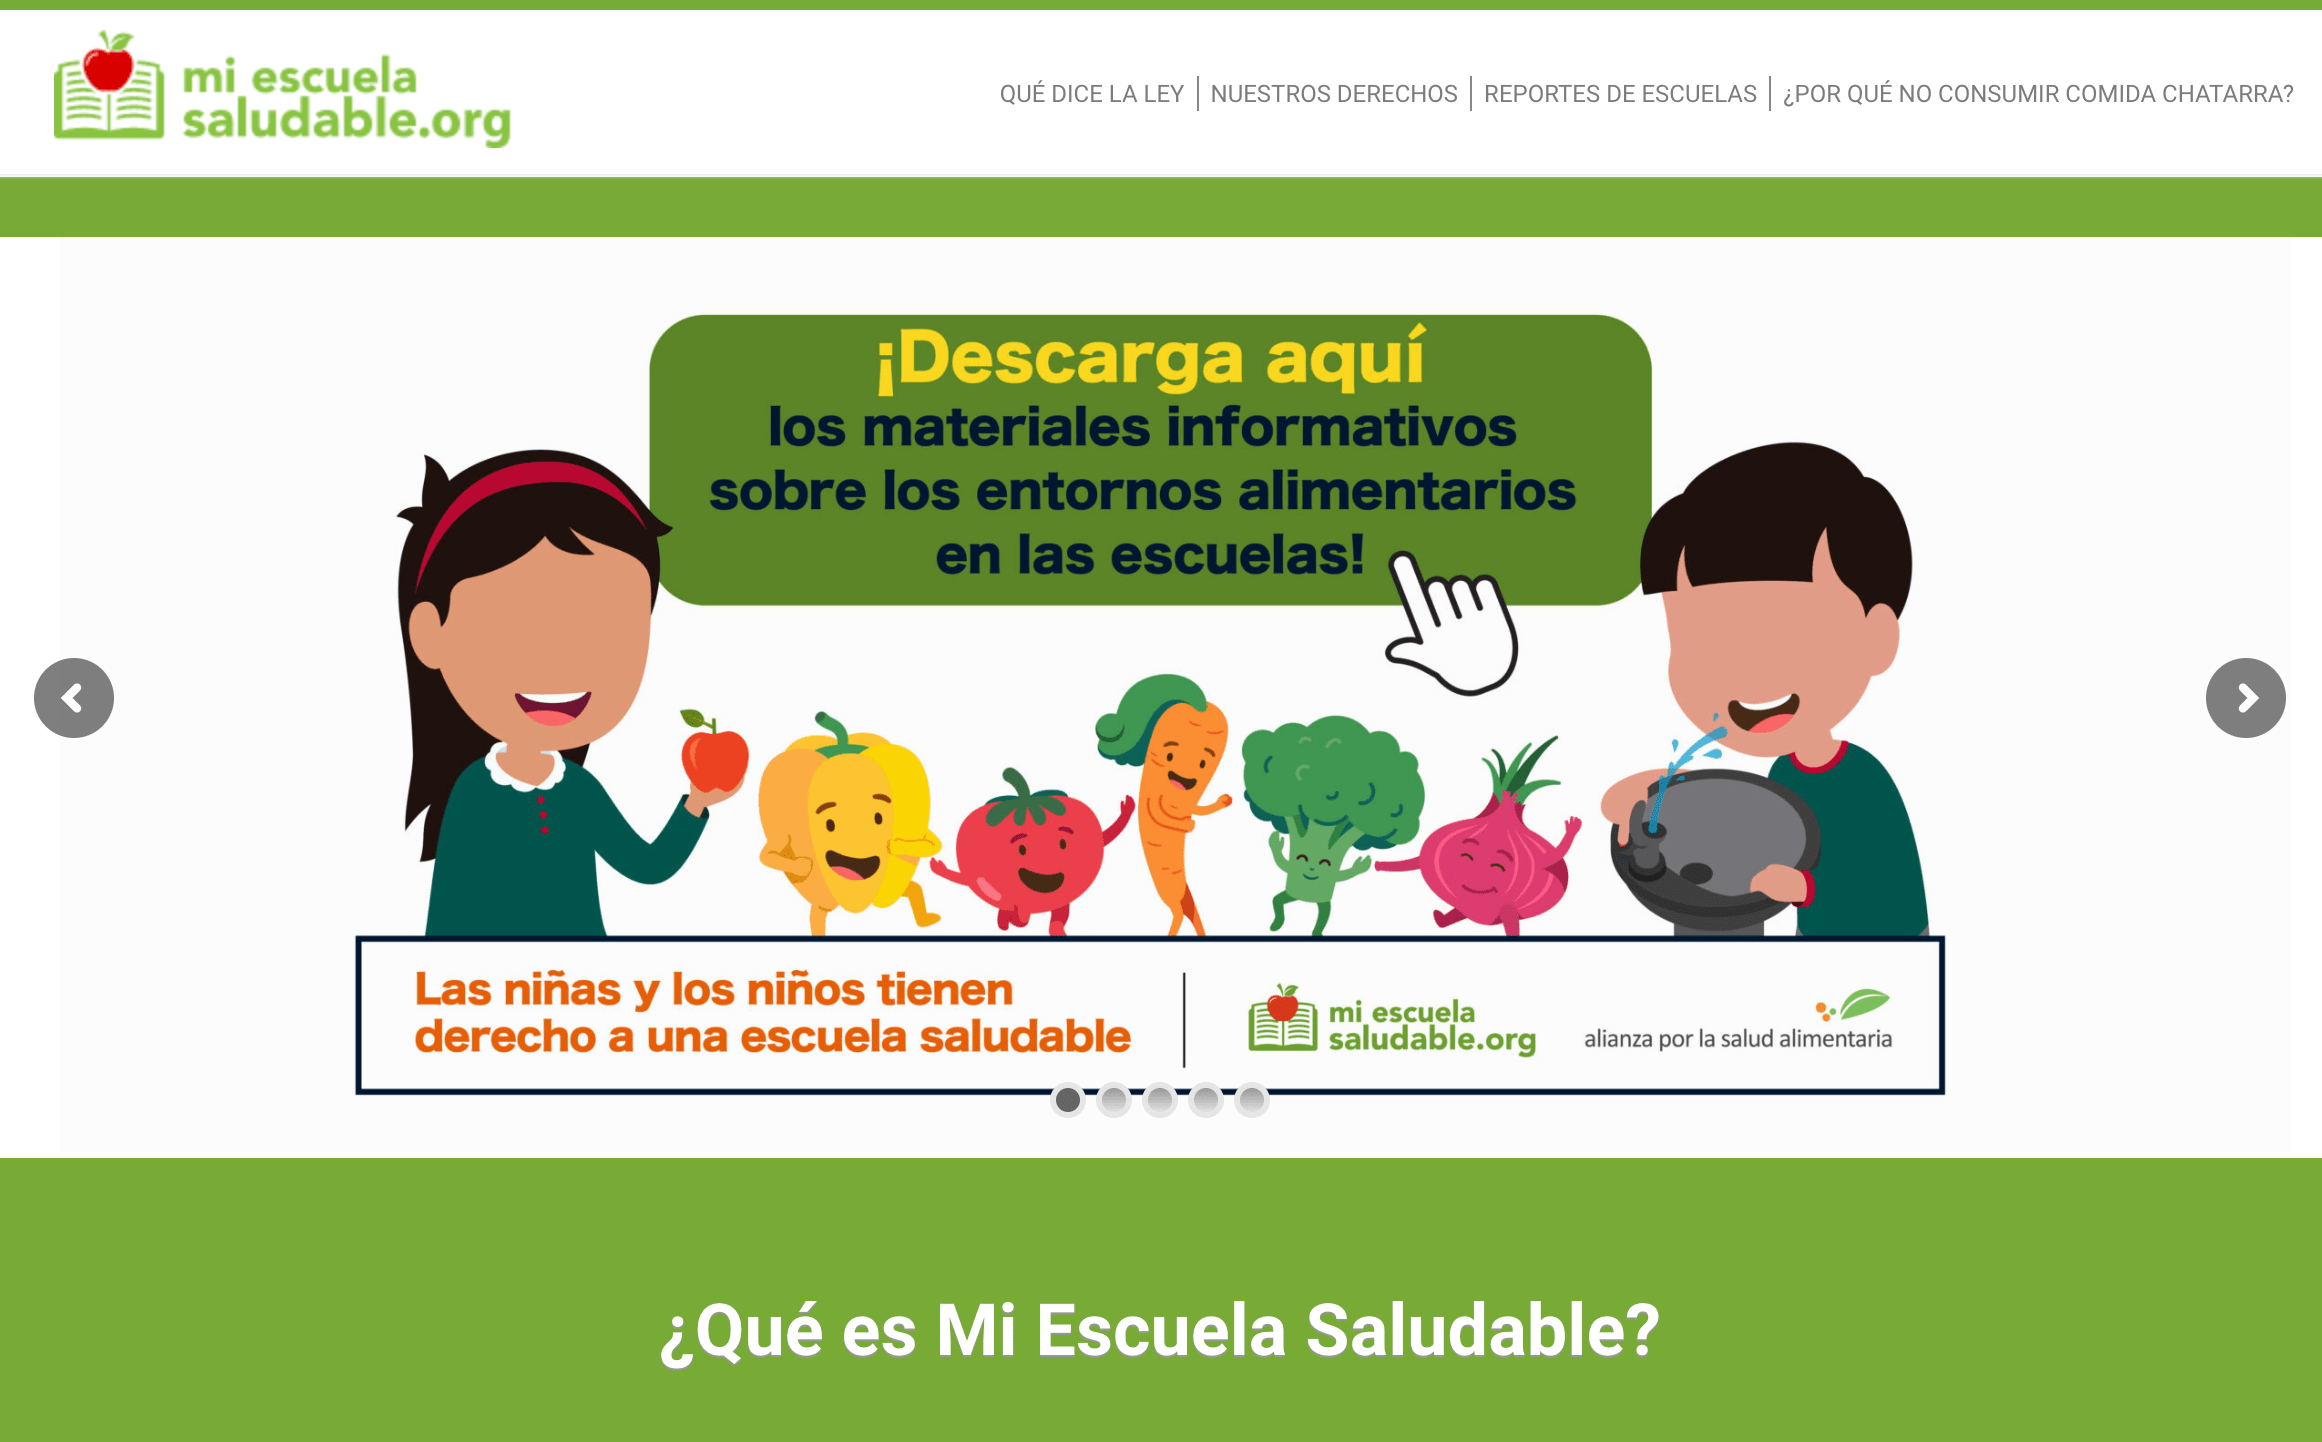 mi escuela
saludable.org
QUÉ DICE LA LEY
NUESTROS DERECHOS
REPORTES DE ESCUELAS
¿POR QUÉ NO CONSUMIR COMIDA CHATARRA?
¡Descarga aquí
los materiales informativos
sobre los entornos alimentarios
en las escuelas!
Las niñas y los niños tienen
derecho a una escuela saludable
mi escuela
saludable.org
alianza por la salud alimentaria
¿Qué es Mi Escuela Saludable?